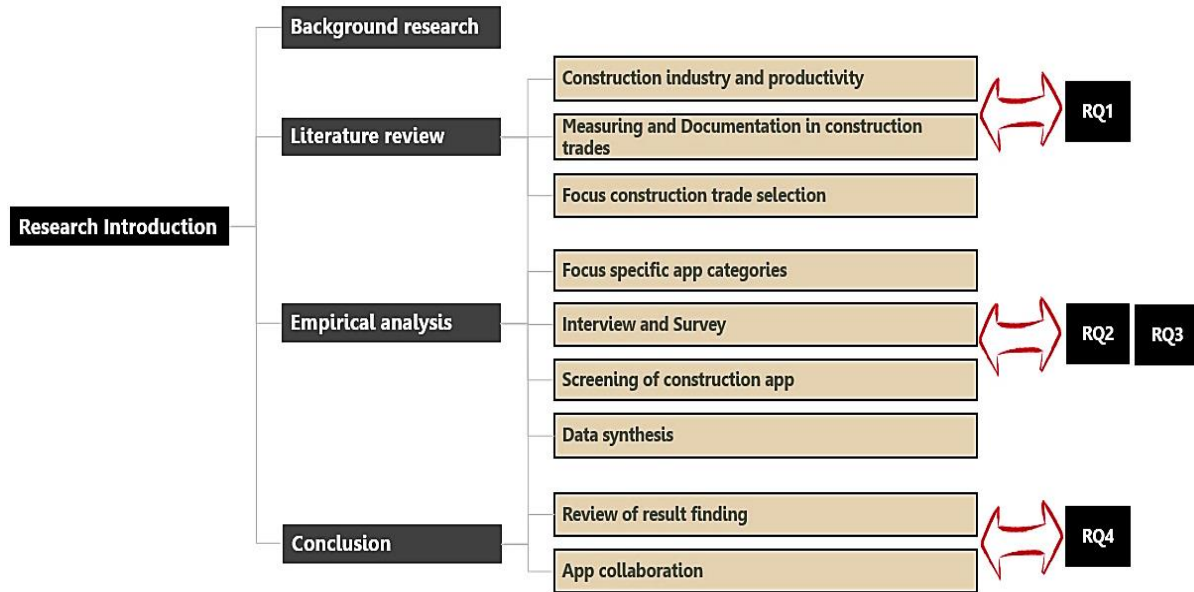 Background research
Construction industry and productivity
RQ1
Literature review
Measuring and Documentation in construction
trades
Focus construction trade selection
Research Introduction
Focus specific app categories
Empirical analysis
Interview and Survey
RQ2
RQ3
Screening of construction app
Data synthesis
Review of result finding
Conclusion
RQ4
App collaboration